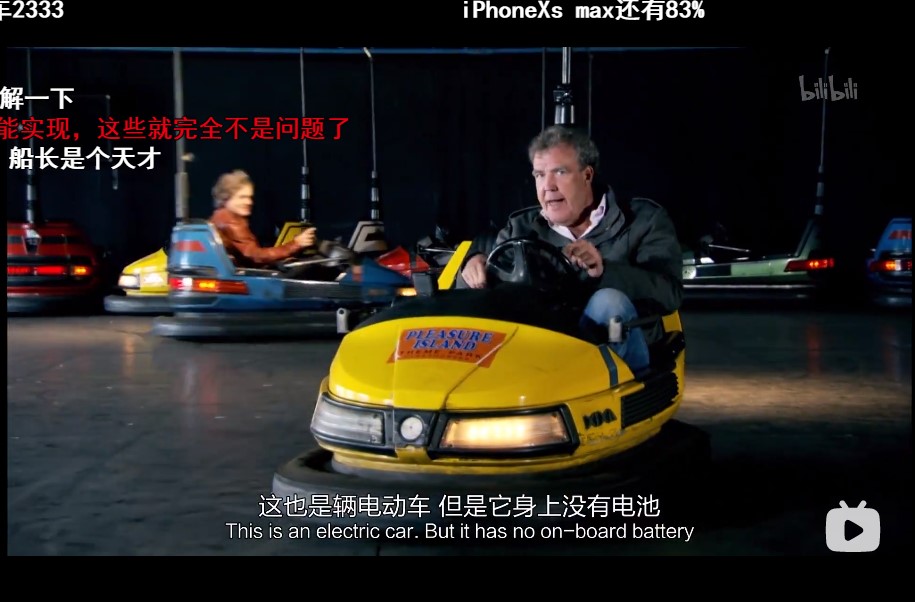 车2333
iPhoneXs max还有83%
解一下
能实现，这些就完全不是问题了
船长是个天才
bilibili
PLEASURE
ISLAND
THEME PARK
这也是辆电动车 但是它身上没有电池
This is an electric car. But it has no on-board battery